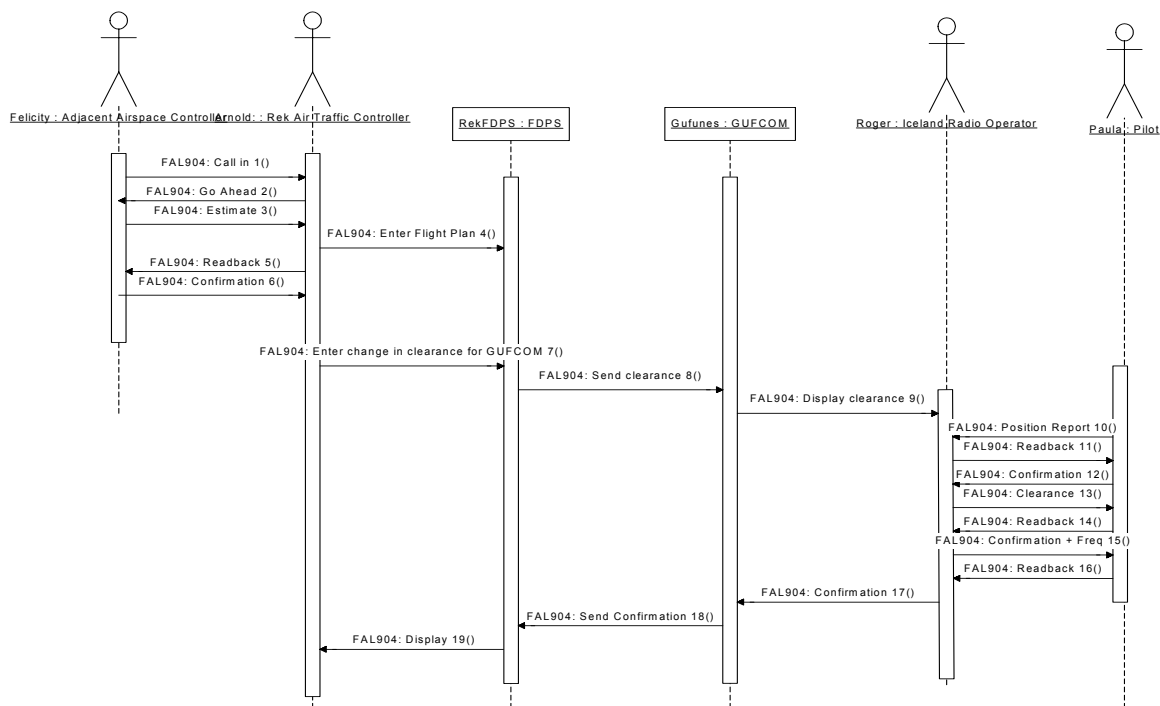 Felicity : Adjacent Airspace Controller
Arnold: : Rek Air Traffic Controller
RekFDPS : FDPS
Gufunes : GUFCOM
Roger : Iceland Radio Operator
Paula : Pilot
FAL904: Call in 1()
FAL904: Go Ahead 2()
FAL904: Estimate 3()
FAL904: Enter Flight Plan 4()
FAL904: Readback 5()
FAL904: Confirmation 6()
FAL904: Enter change in clearance for GUFCOM 7()
FAL904: Send clearance 8()
FAL904: Display clearance 9()
FAL904: Position Report 10()
FAL904: Readback 11()
FAL904: Confirmation 12()
FAL904: Clearance 13()
FAL904: Readback 14()
FAL904: Confirmation + Freq 15()
FAL904: Readback 16()
FAL904: Confirmation 17()
FAL904: Send Confirmation 18()
FAL904: Display 19()